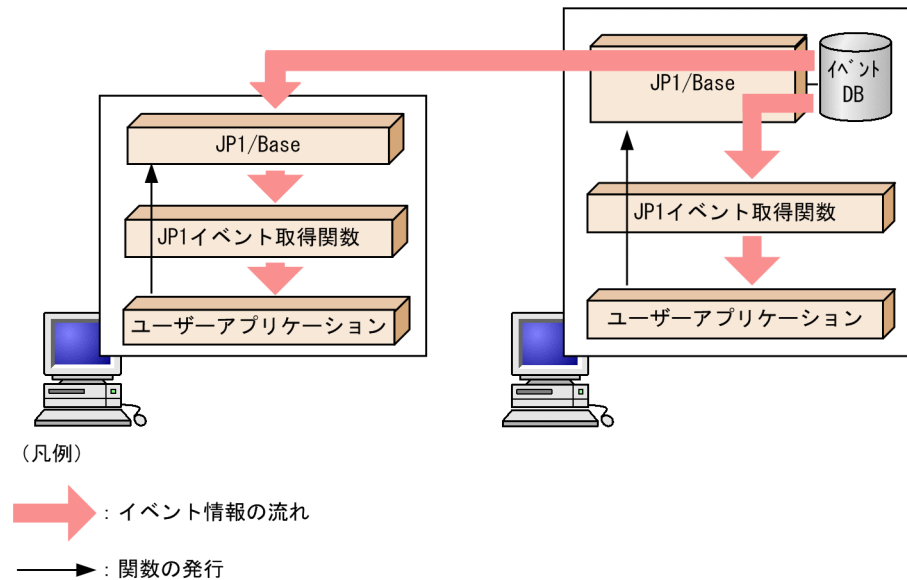 JP1/Base
JP1イベント取得関数
ユーザーアプリケーション
JP1/Base
イベント
DB
JP1イベント取得関数
ユーザーアプリケーション
（凡例）
：イベント情報の流れ
：関数の発行